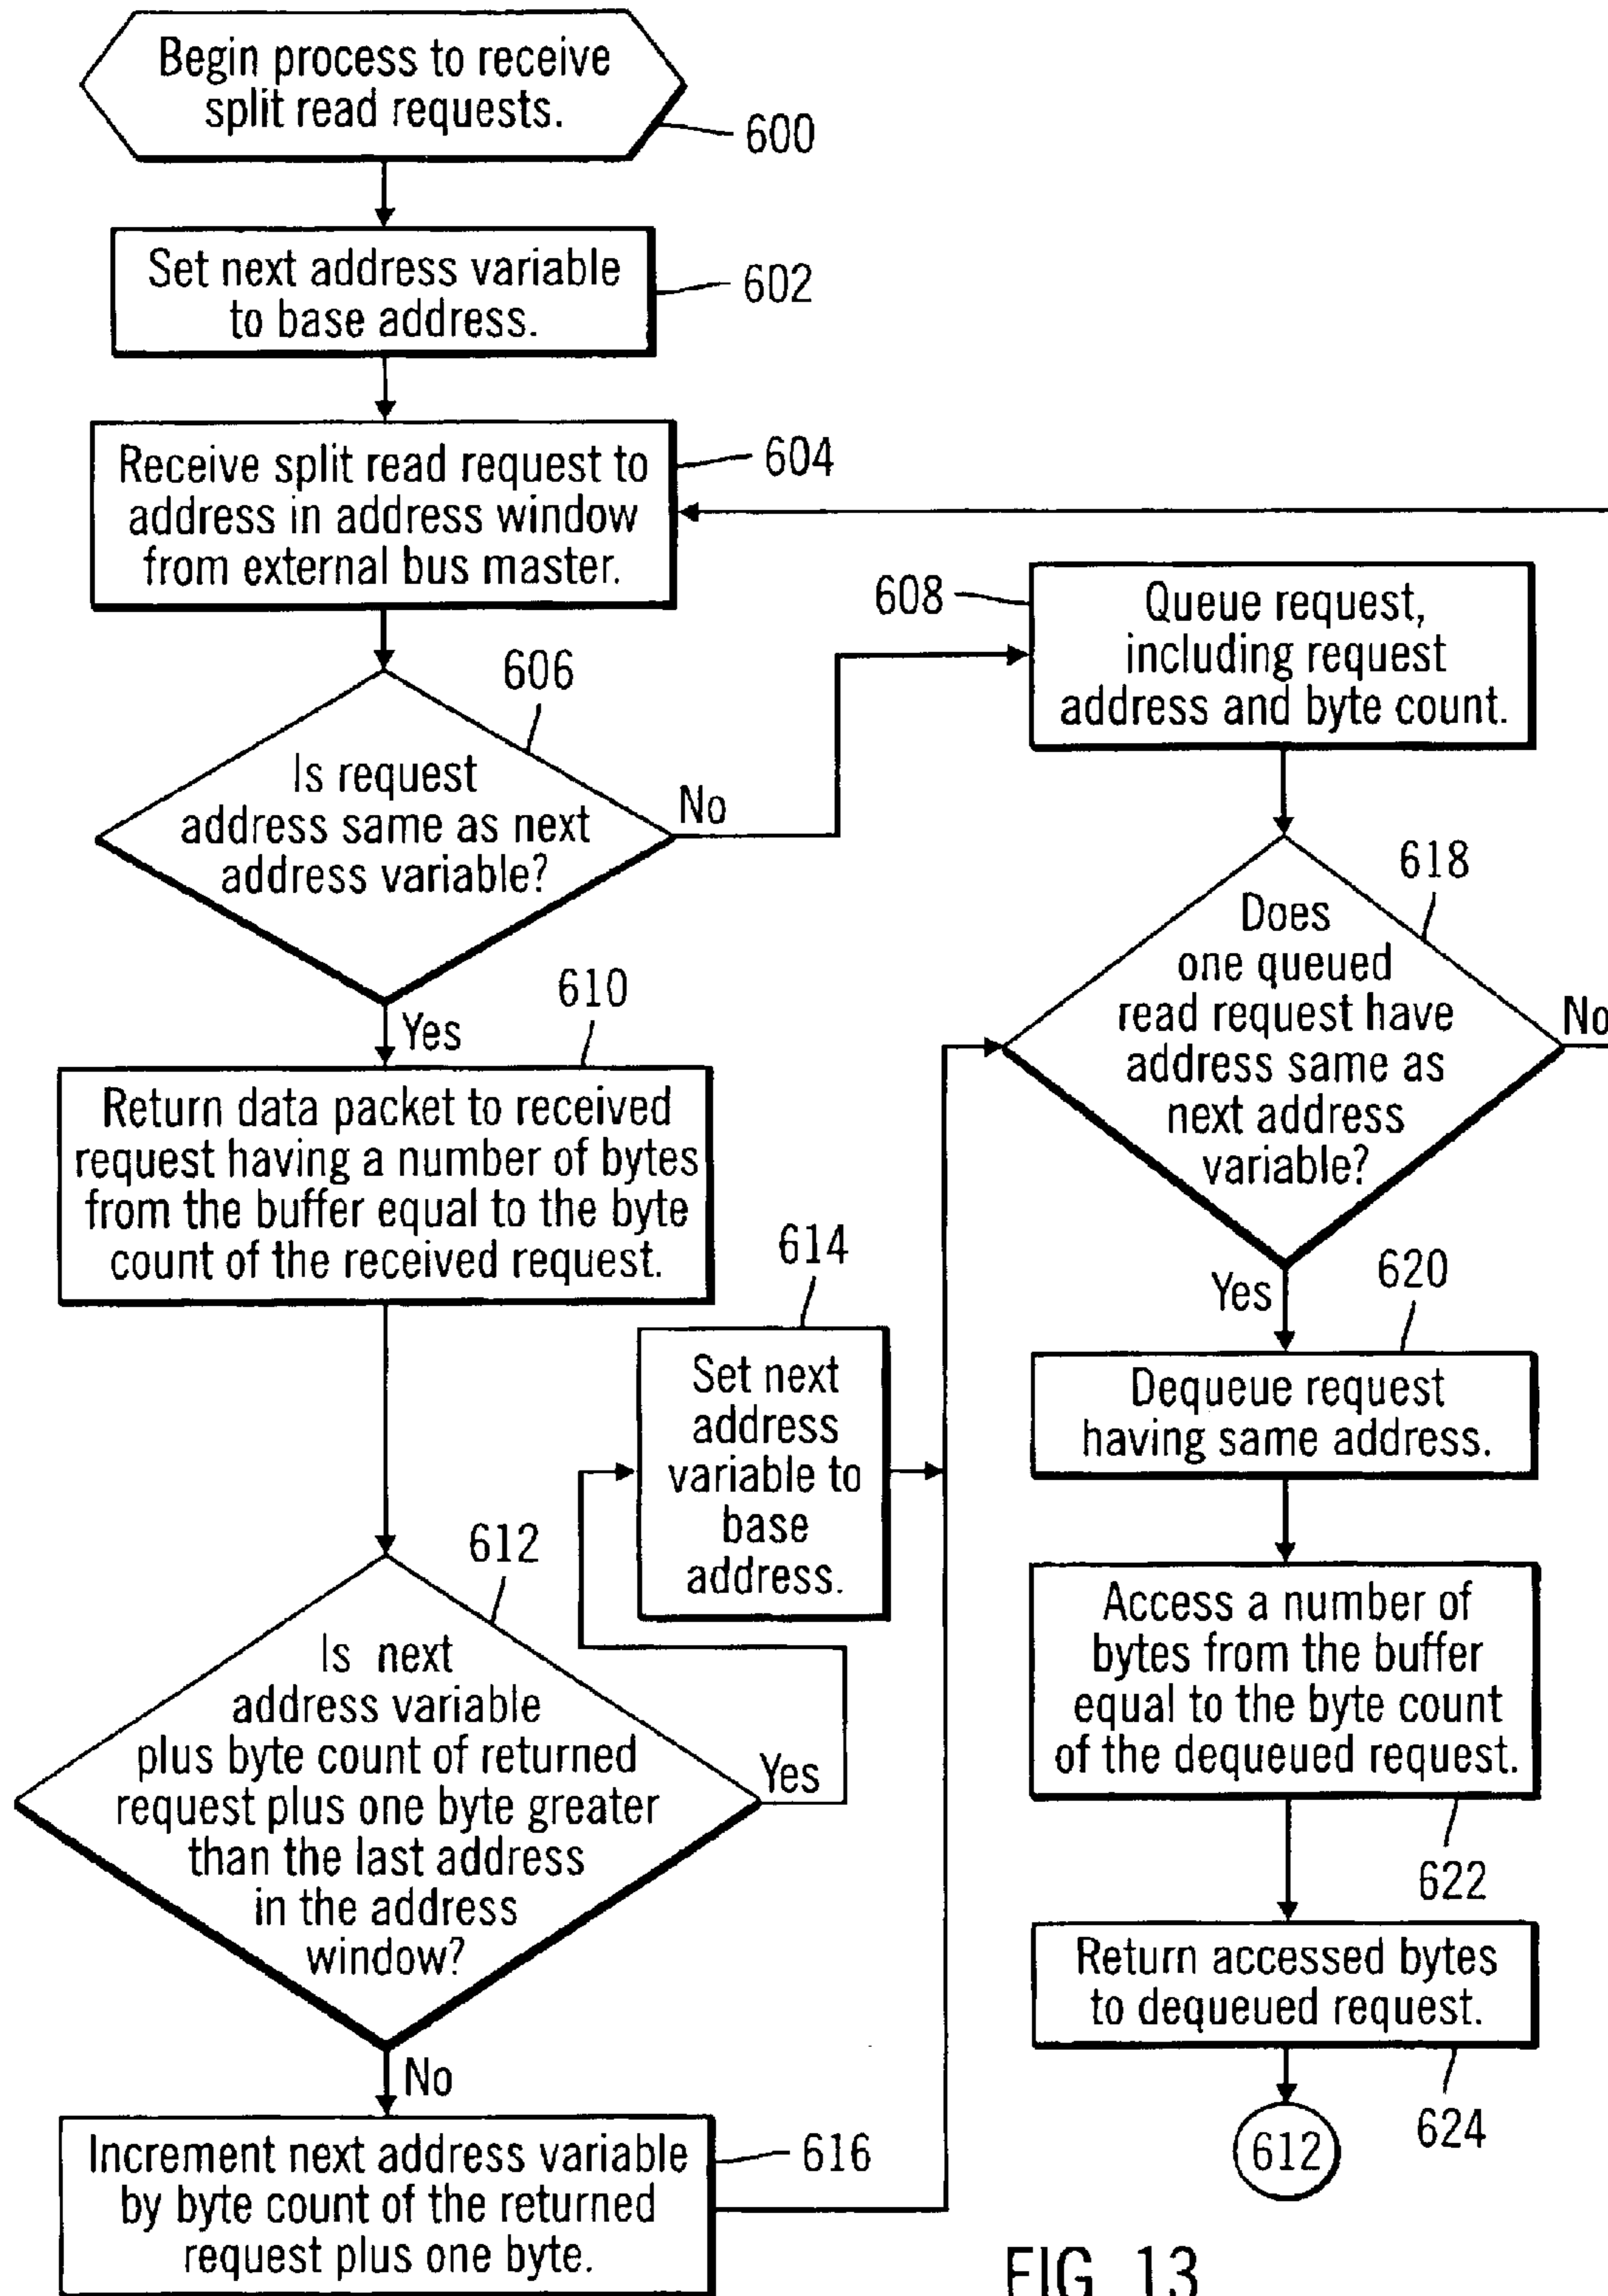 Begin process to receive
split read requests.
600
Set next address variable
to base address.
602
Receive split read request to
address in address window
from external bus master.
604
606
Is request
address same as next
address variable?
No
Yes
608
Queue request,
including request
address and byte count.
610
Return data packet to received
request having a number of bytes
from the buffer equal to the byte
count of the received request.
612
Is next
address variable
plus byte count of returned
request plus one byte greater
than the last address
in the address
window?
Yes
No
614
Set next
address
variable to
base
address.
Increment next address variable
by byte count of the returned
request plus one byte.
616
618
Does
one queued
read request have
address same as
next address
variable?
No
Yes
620
Dequeue request
having same address.
Access a number of
bytes from the buffer
equal to the byte count
of the dequeued request.
622
Return accessed bytes
to dequeued request.
624
612
FIG. 13